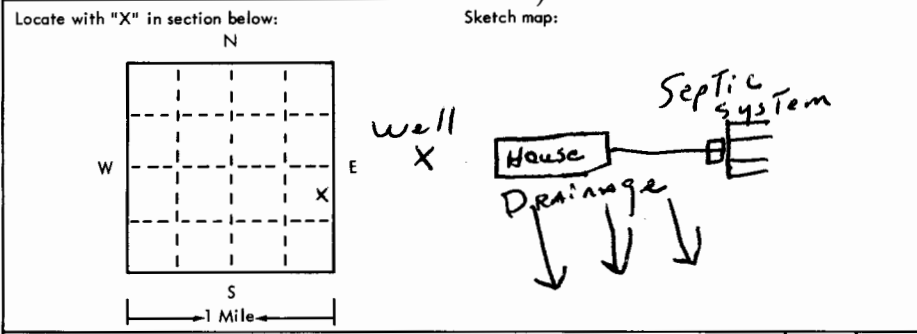 Locate with "X" in section below:
Sketch map:
N
W
E
X
S
1 Mile
Well
X
House
Septic
System
Drainage